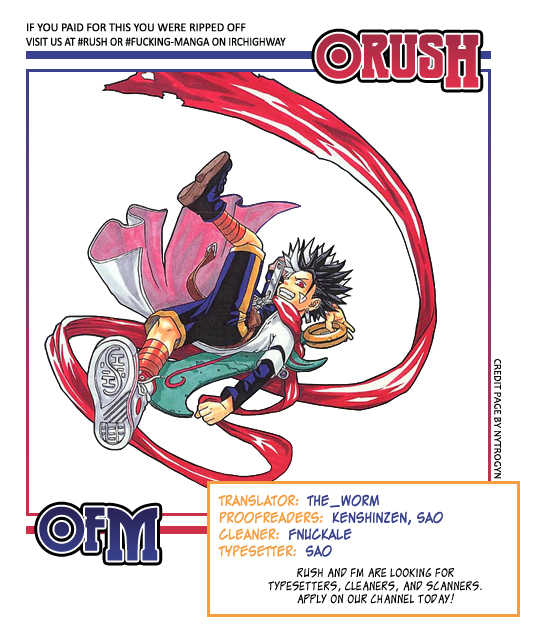 IF YOU PAID FOR THIS YOU WERE RIPPED OFF
VISIT US AT #RUSH OR #FUCKING-MANGA ON IRCHIGHWAY
RUSH
CREDIT PAGE BY NYTROGYN
FM
TRANSLATOR: THE_WORM
PROOFREADERS: KENSHINZEN, SAO
CLEANER: FNUCKALE
TYPESETTER: SAO
RUSH AND FM ARE LOOKING FOR
TYPESETTERS, CLEANERS, AND SCANNERS.
APPLY ON OUR CHANNEL TODAY!